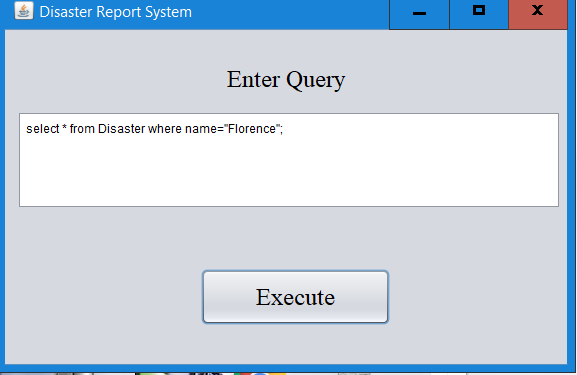 Disaster Report System
Enter Query
select * from Disaster where name="Florence";
Execute